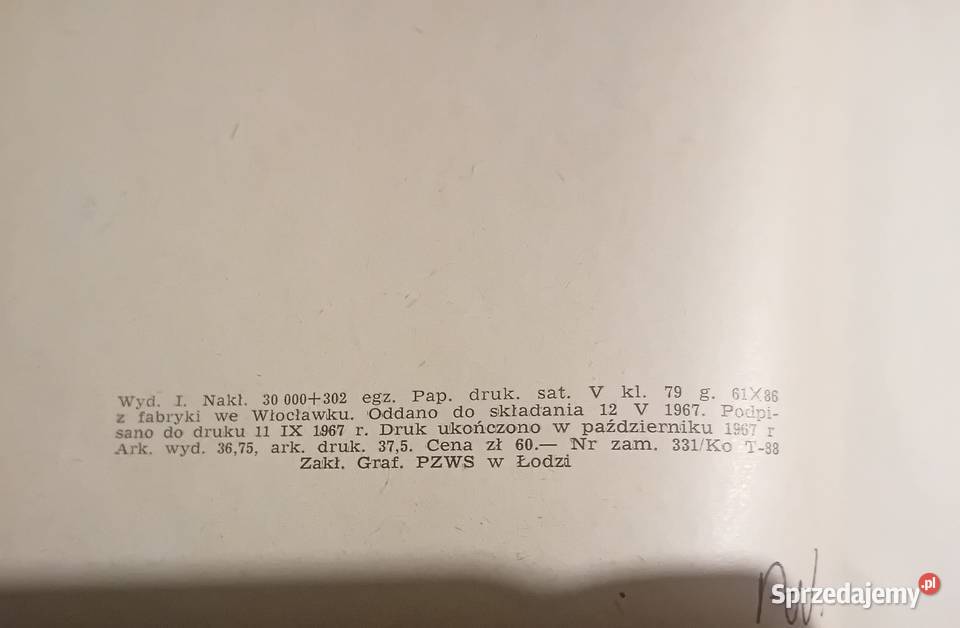 Wyd. I. Nakł. 30 000+302 egz. Pap. druk. sat. V kl. 79 g. 61X86
z fabryki we Włocławku. Oddano do składania 12 V 1967. Podpi-
sano do druku 11 IX 1967 r. Druk ukończono w październiku 1967 r
Ark. wyd. 36,75, ark. druk. 37,5. Cena zł 60.— Nr zam. 331/Ko T-88
Zakł. Graf. PZWS w Łodzi
Sprzedajemy.pl